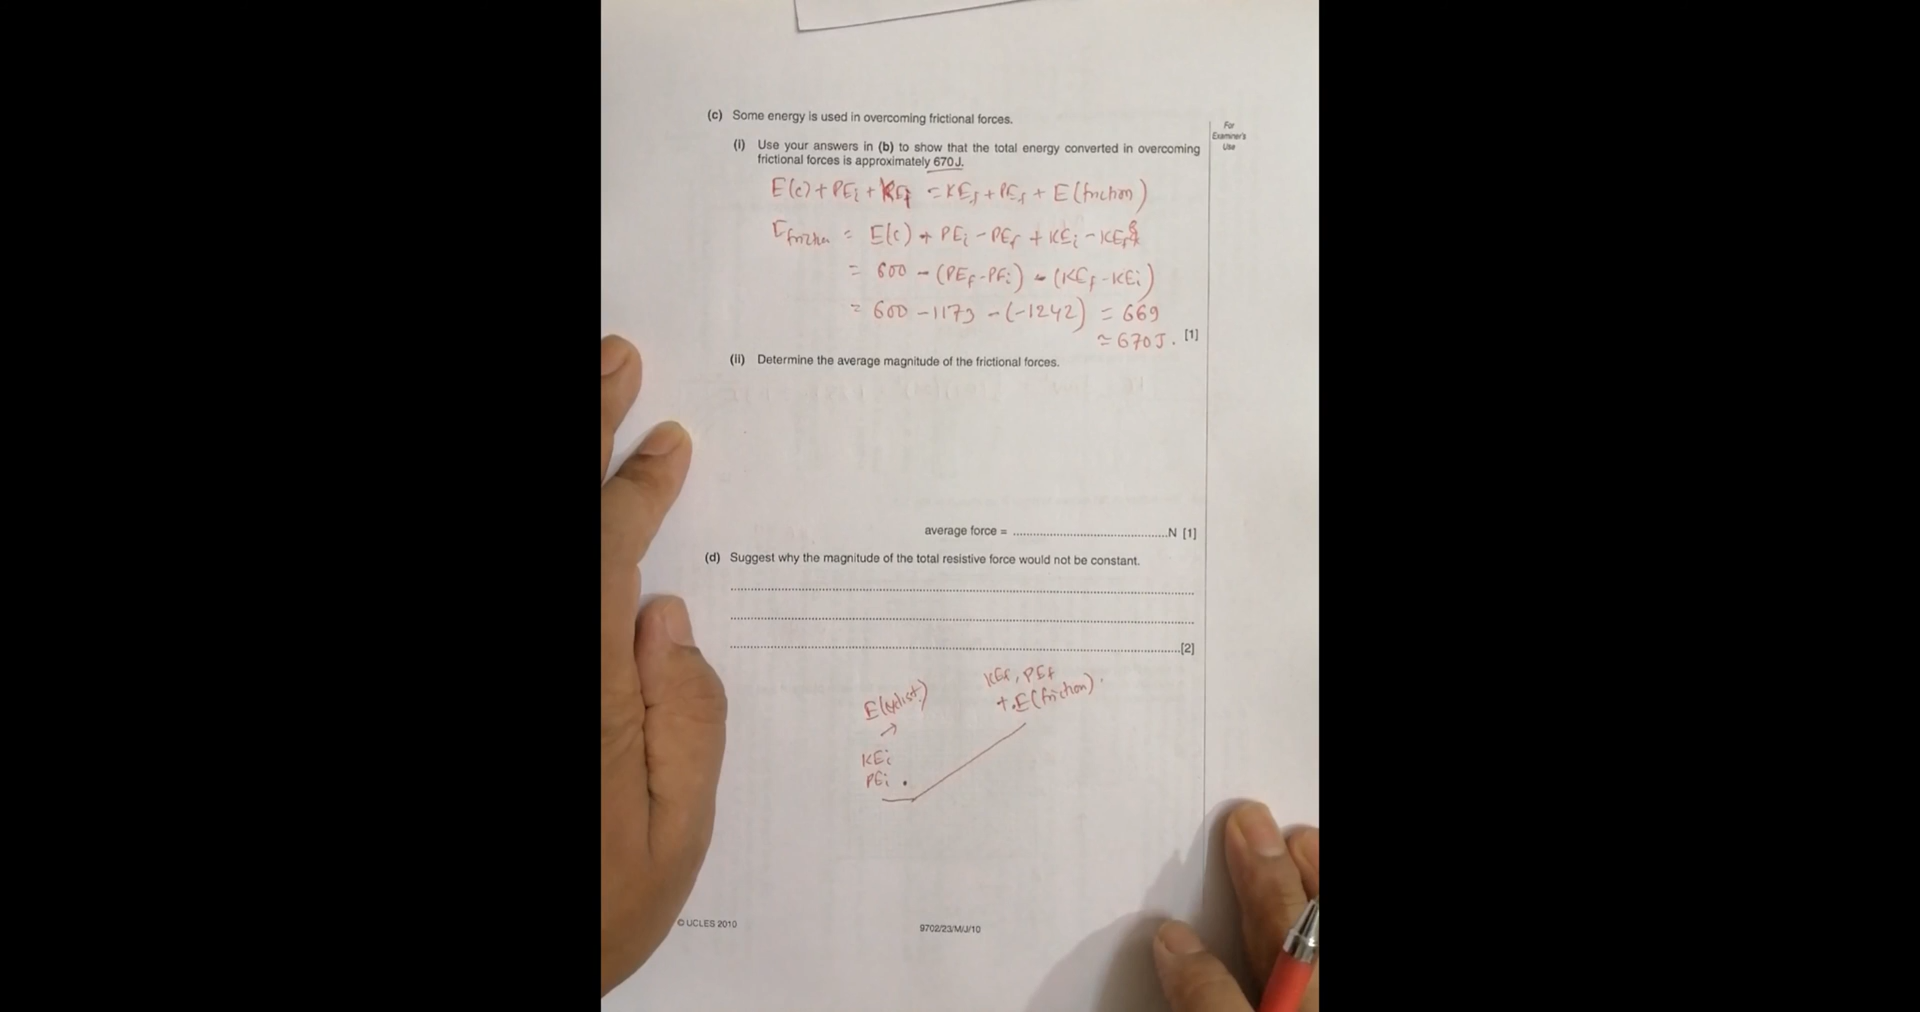 (c) Some energy is used in overcoming frictional forces.
For
Examiner's
Use
(i) Use your answers in (b) to show that the total energy converted in overcoming
frictional forces is approximately 670J.
E(c) + PEi + KEf = KEf + PEf + E(friction)
Efriction = E(c) + PEi - PEf + KEi - KEf
= 600 - (PEf - PEi) - (KEf - KEi)
= 600 - 1173 - (-1242) = 669
≃ 670J. [1]
(ii) Determine the average magnitude of the frictional forces.
average force = ........................................N [1]
(d) Suggest why the magnitude of the total resistive force would not be constant.
..........................................................................................
..........................................................................................
.......................................................................................[2]
KEf, PEf
+ E(friction).
KEi
PEi
© UCLES 2010
9702/23/M/J/10